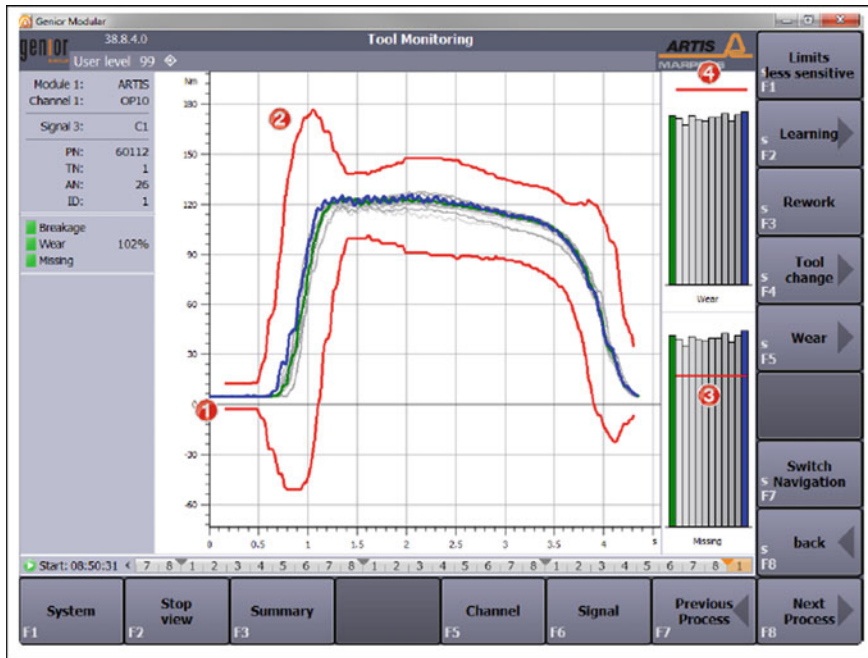 Genior Modular
genior
38.8.4.0
Tool Monitoring
User level 99
ARTIS
MARPOSS
Module 1: ARTIS
Channel 1: OP10
Signal 3: C1
PN: 60112
TN: 1
AN: 26
ID: 1
Breakage
Wear 102%
Missing
Nm
180
150
120
90
60
30
0
-30
-60
0 0.5 1 1.5 2 2.5 3 3.5 4 s
1
2
3
4
Wear
Missing
Start: 08:50:31 7 8 1 2 3 4 5 6 7 8 1 2 3 4 5 6 7 8 1 2 3 4 5 6 7 8 1
Limits
less sensitive
s
F1
Learning
s
F2
Rework
s
F3
Tool
change
s
F4
Wear
s
F5
Switch
Navigation
s
F7
back
s
F8
System
F1
Stop
view
F2
Summary
F3
Channel
F5
Signal
F6
Previous
Process
F7
Next
Process
F8